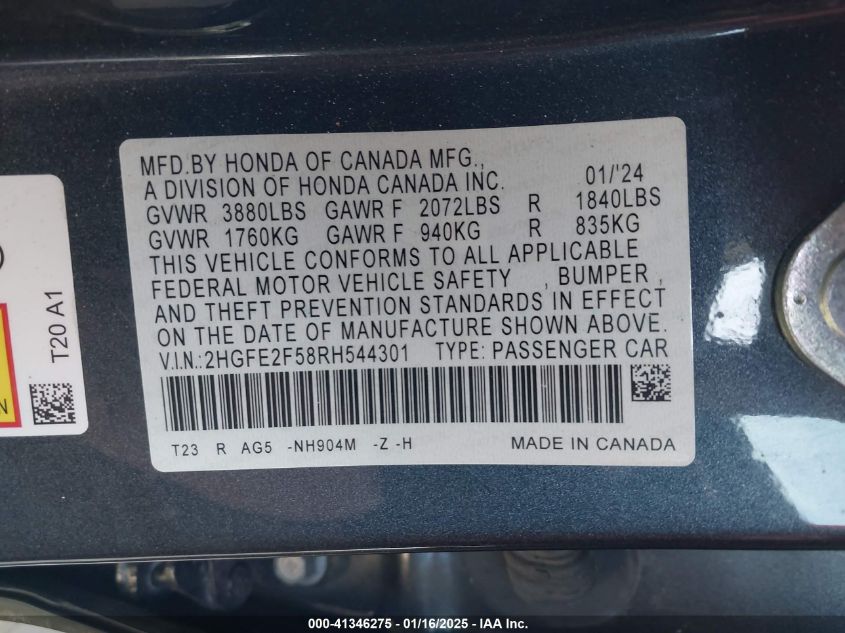 MFD.BY HONDA OF CANADA MFG.,
A DIVISION OF HONDA CANADA INC. 01/'24
GVWR 3880LBS GAWR F 2072LBS R 1840LBS
GVWR 1760KG GAWR F 940KG R 835KG
THIS VEHICLE CONFORMS TO ALL APPLICABLE
FEDERAL MOTOR VEHICLE SAFETY , BUMPER ,
AND THEFT PREVENTION STANDARDS IN EFFECT
ON THE DATE OF MANUFACTURE SHOWN ABOVE.
V.I.N.:2HGFE2F58RH544301 TYPE: PASSENGER CAR
T23 R AG5 -NH904M -Z -H MADE IN CANADA
T20 A1
N
000-41346275 - 01/16/2025 - IAA Inc.